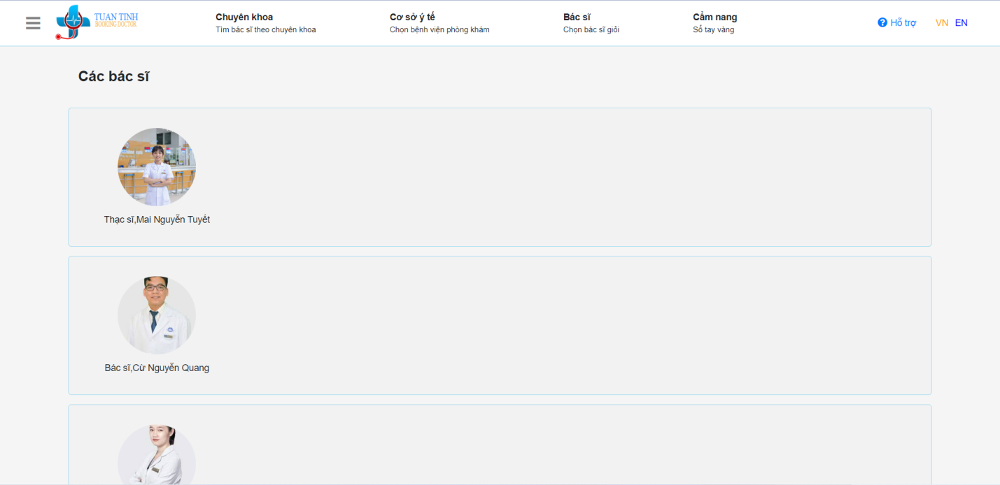 TUAN TINH
BOOKING DOCTOR
Chuyên khoa
Tìm bác sĩ theo chuyên khoa
Cơ sở ý tế
Chọn bệnh viện phòng khám
Bác sĩ
Chọn bác sĩ giỏi
Cẩm nang
Sổ tay vàng
Hỗ trợ
VN EN
Các bác sĩ
Thạc sĩ,Mai Nguyễn Tuyết
Bác sĩ,Cừ Nguyễn Quang